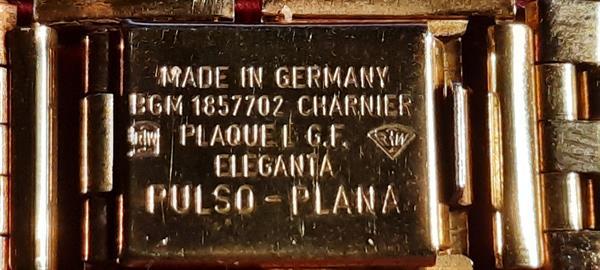 MADE IN GERMANY
BGM 1857702 CHARNIER
PLAQUE L G.F.
ELEGANTA
PULSO-PLANA